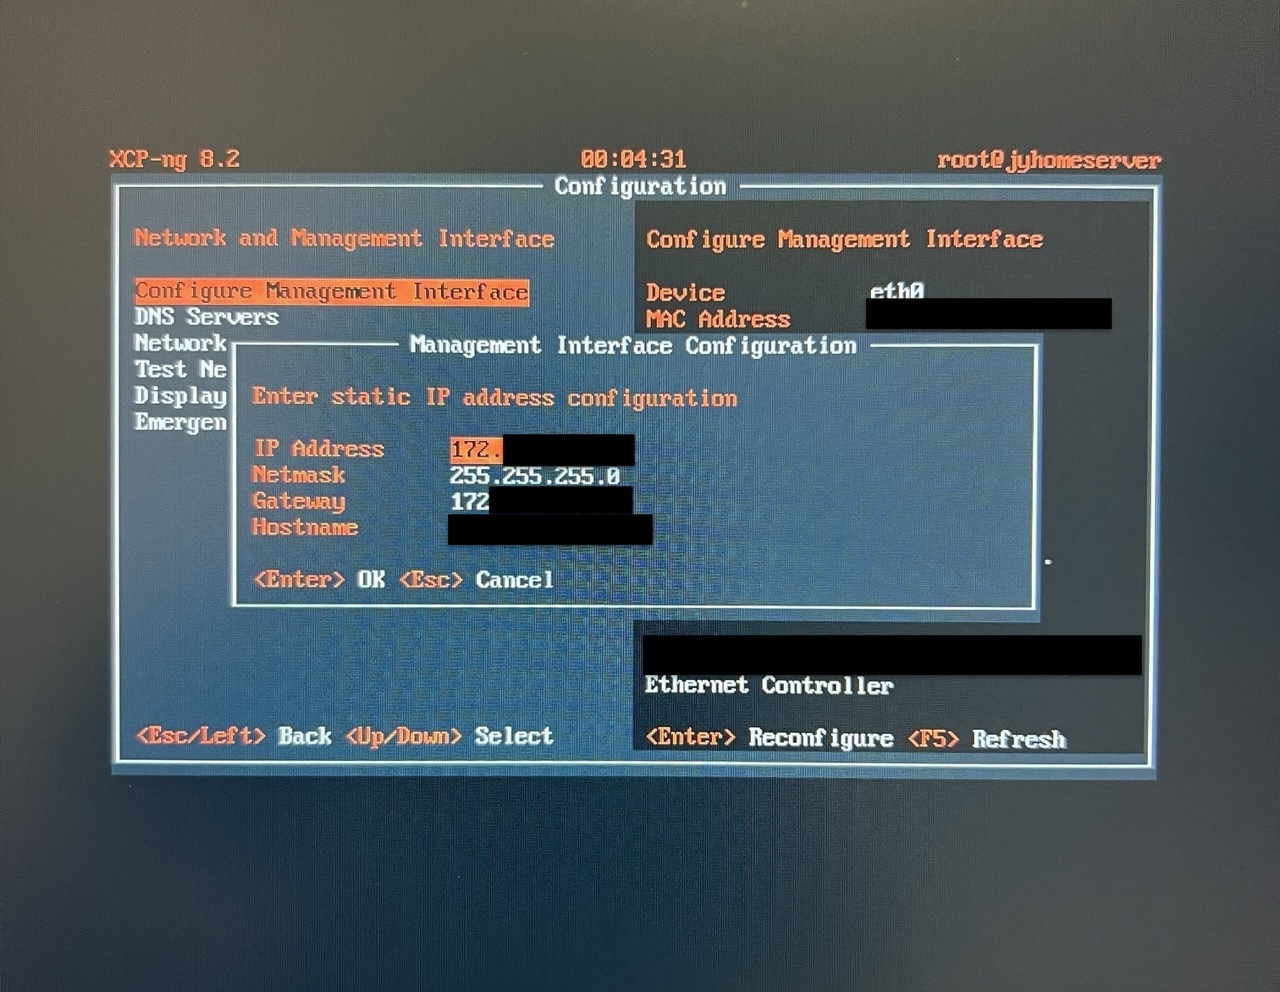 XCP-ng 8.2 00:04:31 root@jyhomeserver
Configuration
Network and Management Interface
Configure Management Interface
DNS Servers
Network
Test Ne
Display
Emergen
Configure Management Interface
Device eth0
MAC Address
Management Interface Configuration
Enter static IP address configuration
IP Address 172.
Netmask 255.255.255.0
Gateway 172
Hostname
<Enter> OK <Esc> Cancel
Ethernet Controller
<Esc/Left> Back <Up/Down> Select
<Enter> Reconfigure <F5> Refresh